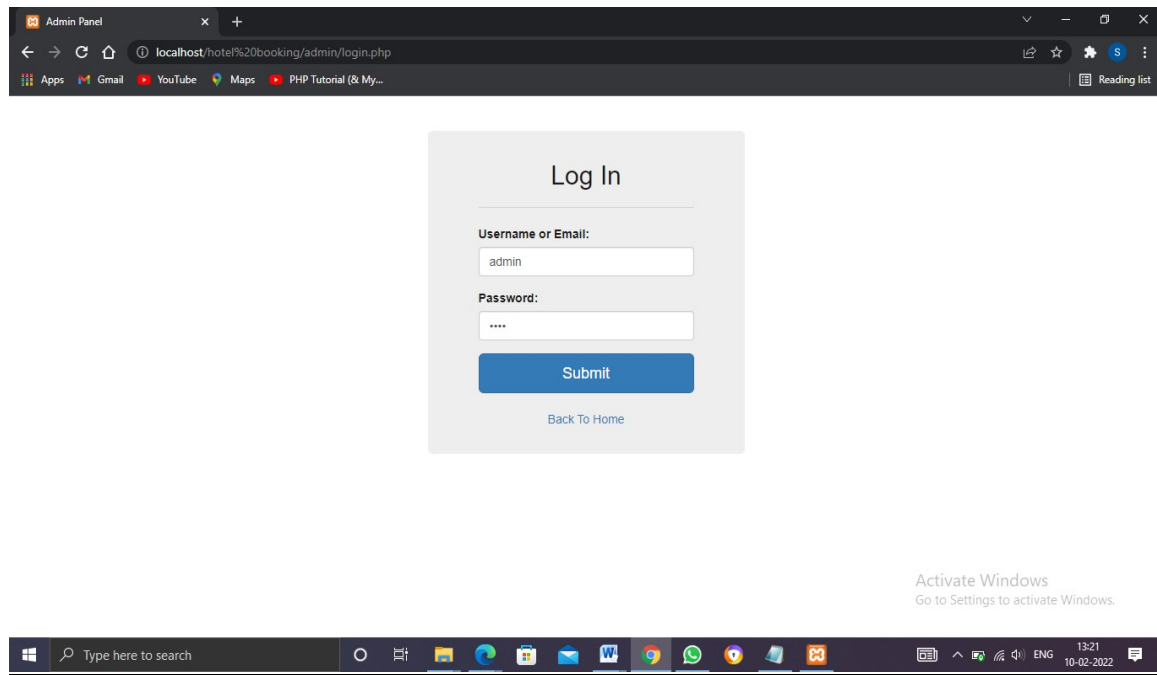 Admin Panel
localhost/hotel%20booking/admin/login.php
Apps Gmail YouTube Maps PHP Tutorial (& My... Reading list
Log In
Username or Email:
admin
Password:
••••
Submit
Back To Home
Activate Windows
Go to Settings to activate Windows.
Type here to search
ENG
13:21
10-02-2022